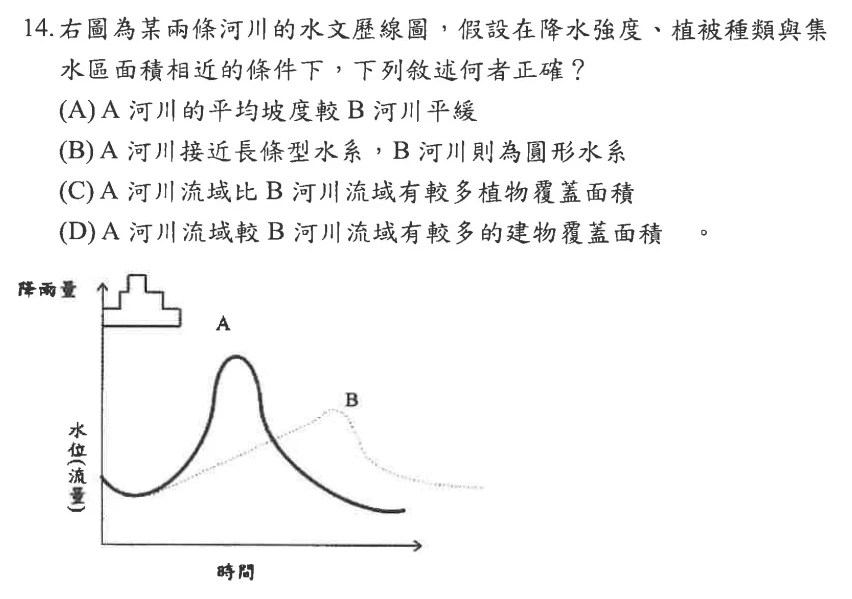 14.右圖為某兩條河川的水文歷線圖，假設在降水強度、植被種類與集
水區面積相近的條件下，下列敘述何者正確？
(A) A 河川的平均坡度較 B 河川平緩
(B) A 河川接近長條型水系，B 河川則為圓形水系
(C) A 河川流域比 B 河川流域有較多植物覆蓋面積
(D) A 河川流域較 B 河川流域有較多的建物覆蓋面積 。
降雨量
A
B
水位(流量)
時間